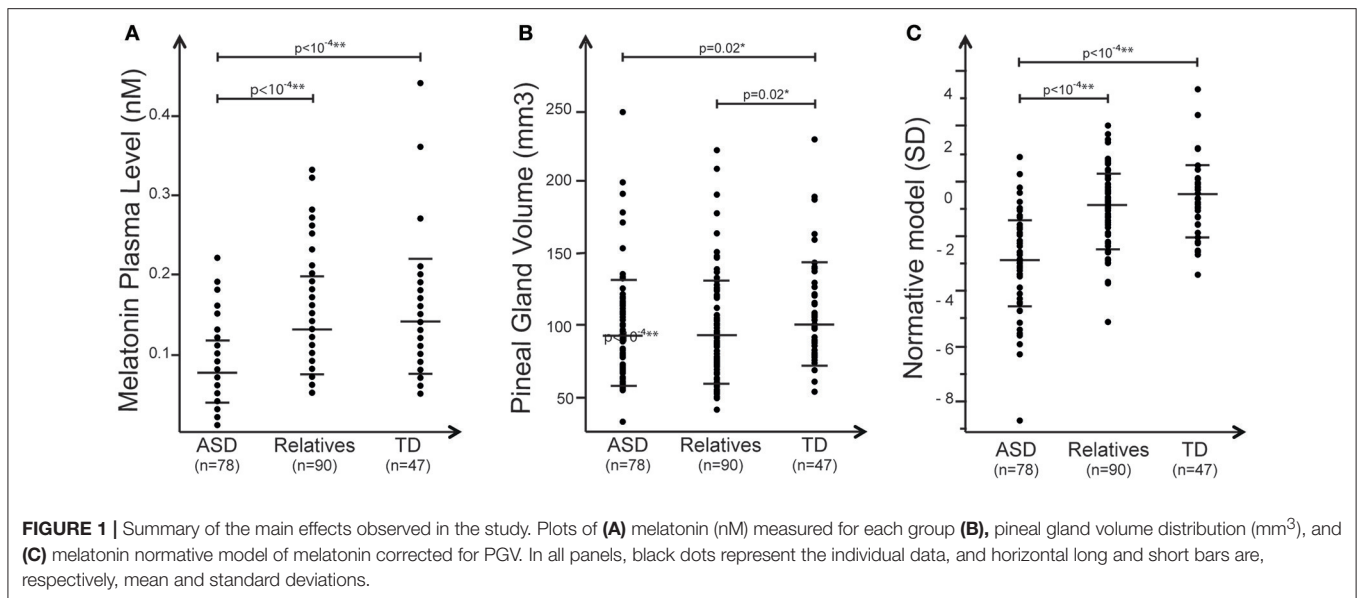 A
p<10-4**
p<10-4**
Melatonin Plasma Level (nM)
0.4
0.3
0.2
0.1
ASD
(n=78)
Relatives
(n=90)
TD
(n=47)
B
p=0.02*
p=0.02*
Pineal Gland Volume (mm3)
250
200
150
100
50
ASD
(n=78)
Relatives
(n=90)
TD
(n=47)
C
p<10-4**
p<10-4**
Normative model (SD)
4
2
0
- 2
- 4
- 6
- 8
ASD
(n=78)
Relatives
(n=90)
TD
(n=47)
FIGURE 1 | Summary of the main effects observed in the study. Plots of (A) melatonin (nM) measured for each group (B), pineal gland volume distribution (mm3), and
(C) melatonin normative model of melatonin corrected for PGV. In all panels, black dots represent the individual data, and horizontal long and short bars are,
respectively, mean and standard deviations.